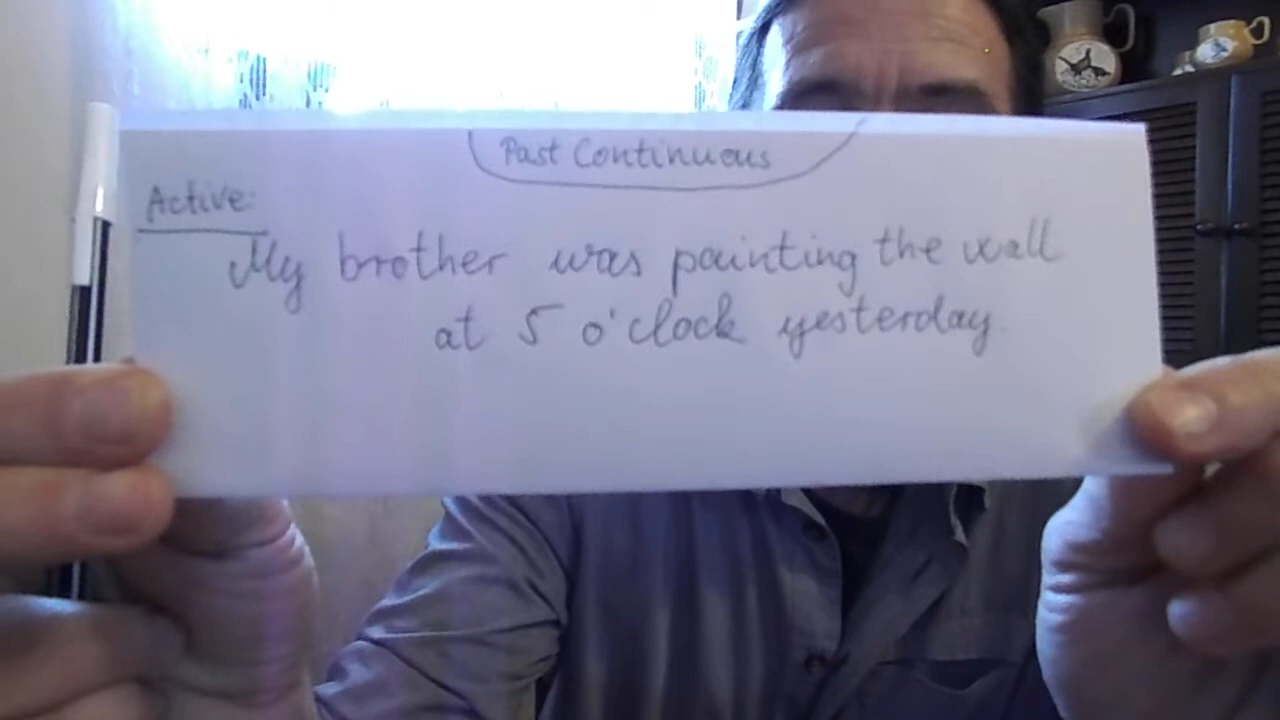 Past Continuous
Active:
My brother was painting the wall
at 5 o'clock yesterday.